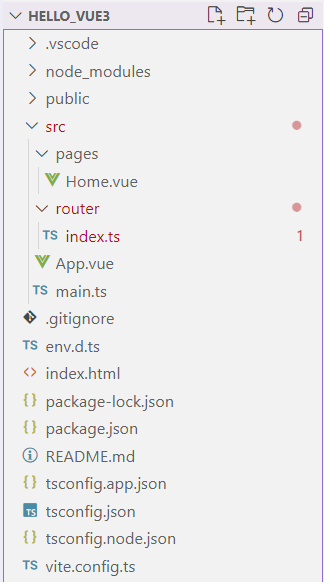 HELLO_VUE3
.vscode
node_modules
public
src
pages
Home.vue
router
TS index.ts 1
App.vue
TS main.ts
.gitignore
TS env.d.ts
<> index.html
{} package-lock.json
{} package.json
README.md
{} tsconfig.app.json
TS tsconfig.json
{} tsconfig.node.json
TS vite.config.ts